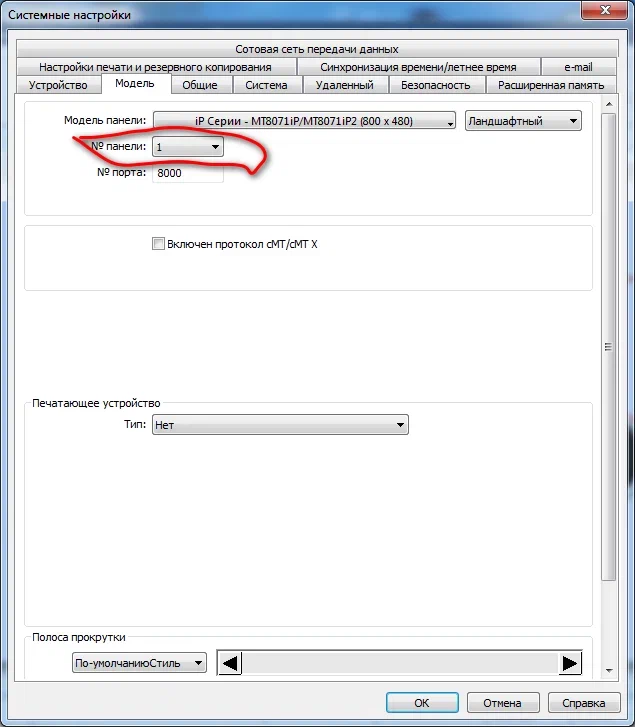 Системные настройки
Сотовая сеть передачи данных
Настройки печати и резервного копирования Синхронизация времени/летнее время e-mail
Устройство Модель Общие Система Удаленный Безопасность Расширенная память
Модель панели: iP Серии - MT8071iP/MT8071iP2 (800 x 480) Ландшафтный
№ панели: 1
№ порта: 8000
Включен протокол cMT/cMT X
Печатающее устройство
Тип: Нет
Полоса прокрутки
По-умолчаниюСтиль
ОК Отмена Справка